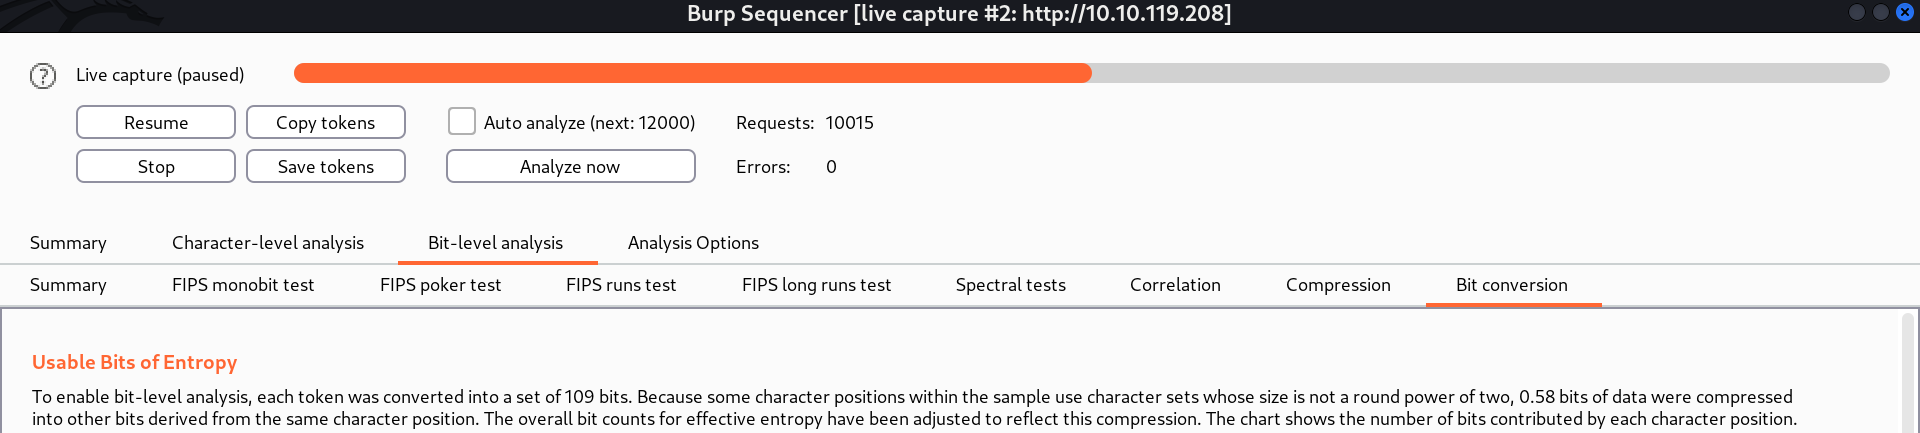 Burp Sequencer [live capture #2: http://10.10.119.208]
? Live capture (paused)
Resume Copy tokens Auto analyze (next: 12000) Requests: 10015
Stop Save tokens Analyze now Errors: 0
Summary Character-level analysis Bit-level analysis Analysis Options
Summary FIPS monobit test FIPS poker test FIPS runs test FIPS long runs test Spectral tests Correlation Compression Bit conversion
Usable Bits of Entropy
To enable bit-level analysis, each token was converted into a set of 109 bits. Because some character positions within the sample use character sets whose size is not a round power of two, 0.58 bits of data were compressed
into other bits derived from the same character position. The overall bit counts for effective entropy have been adjusted to reflect this compression. The chart shows the number of bits contributed by each character position.